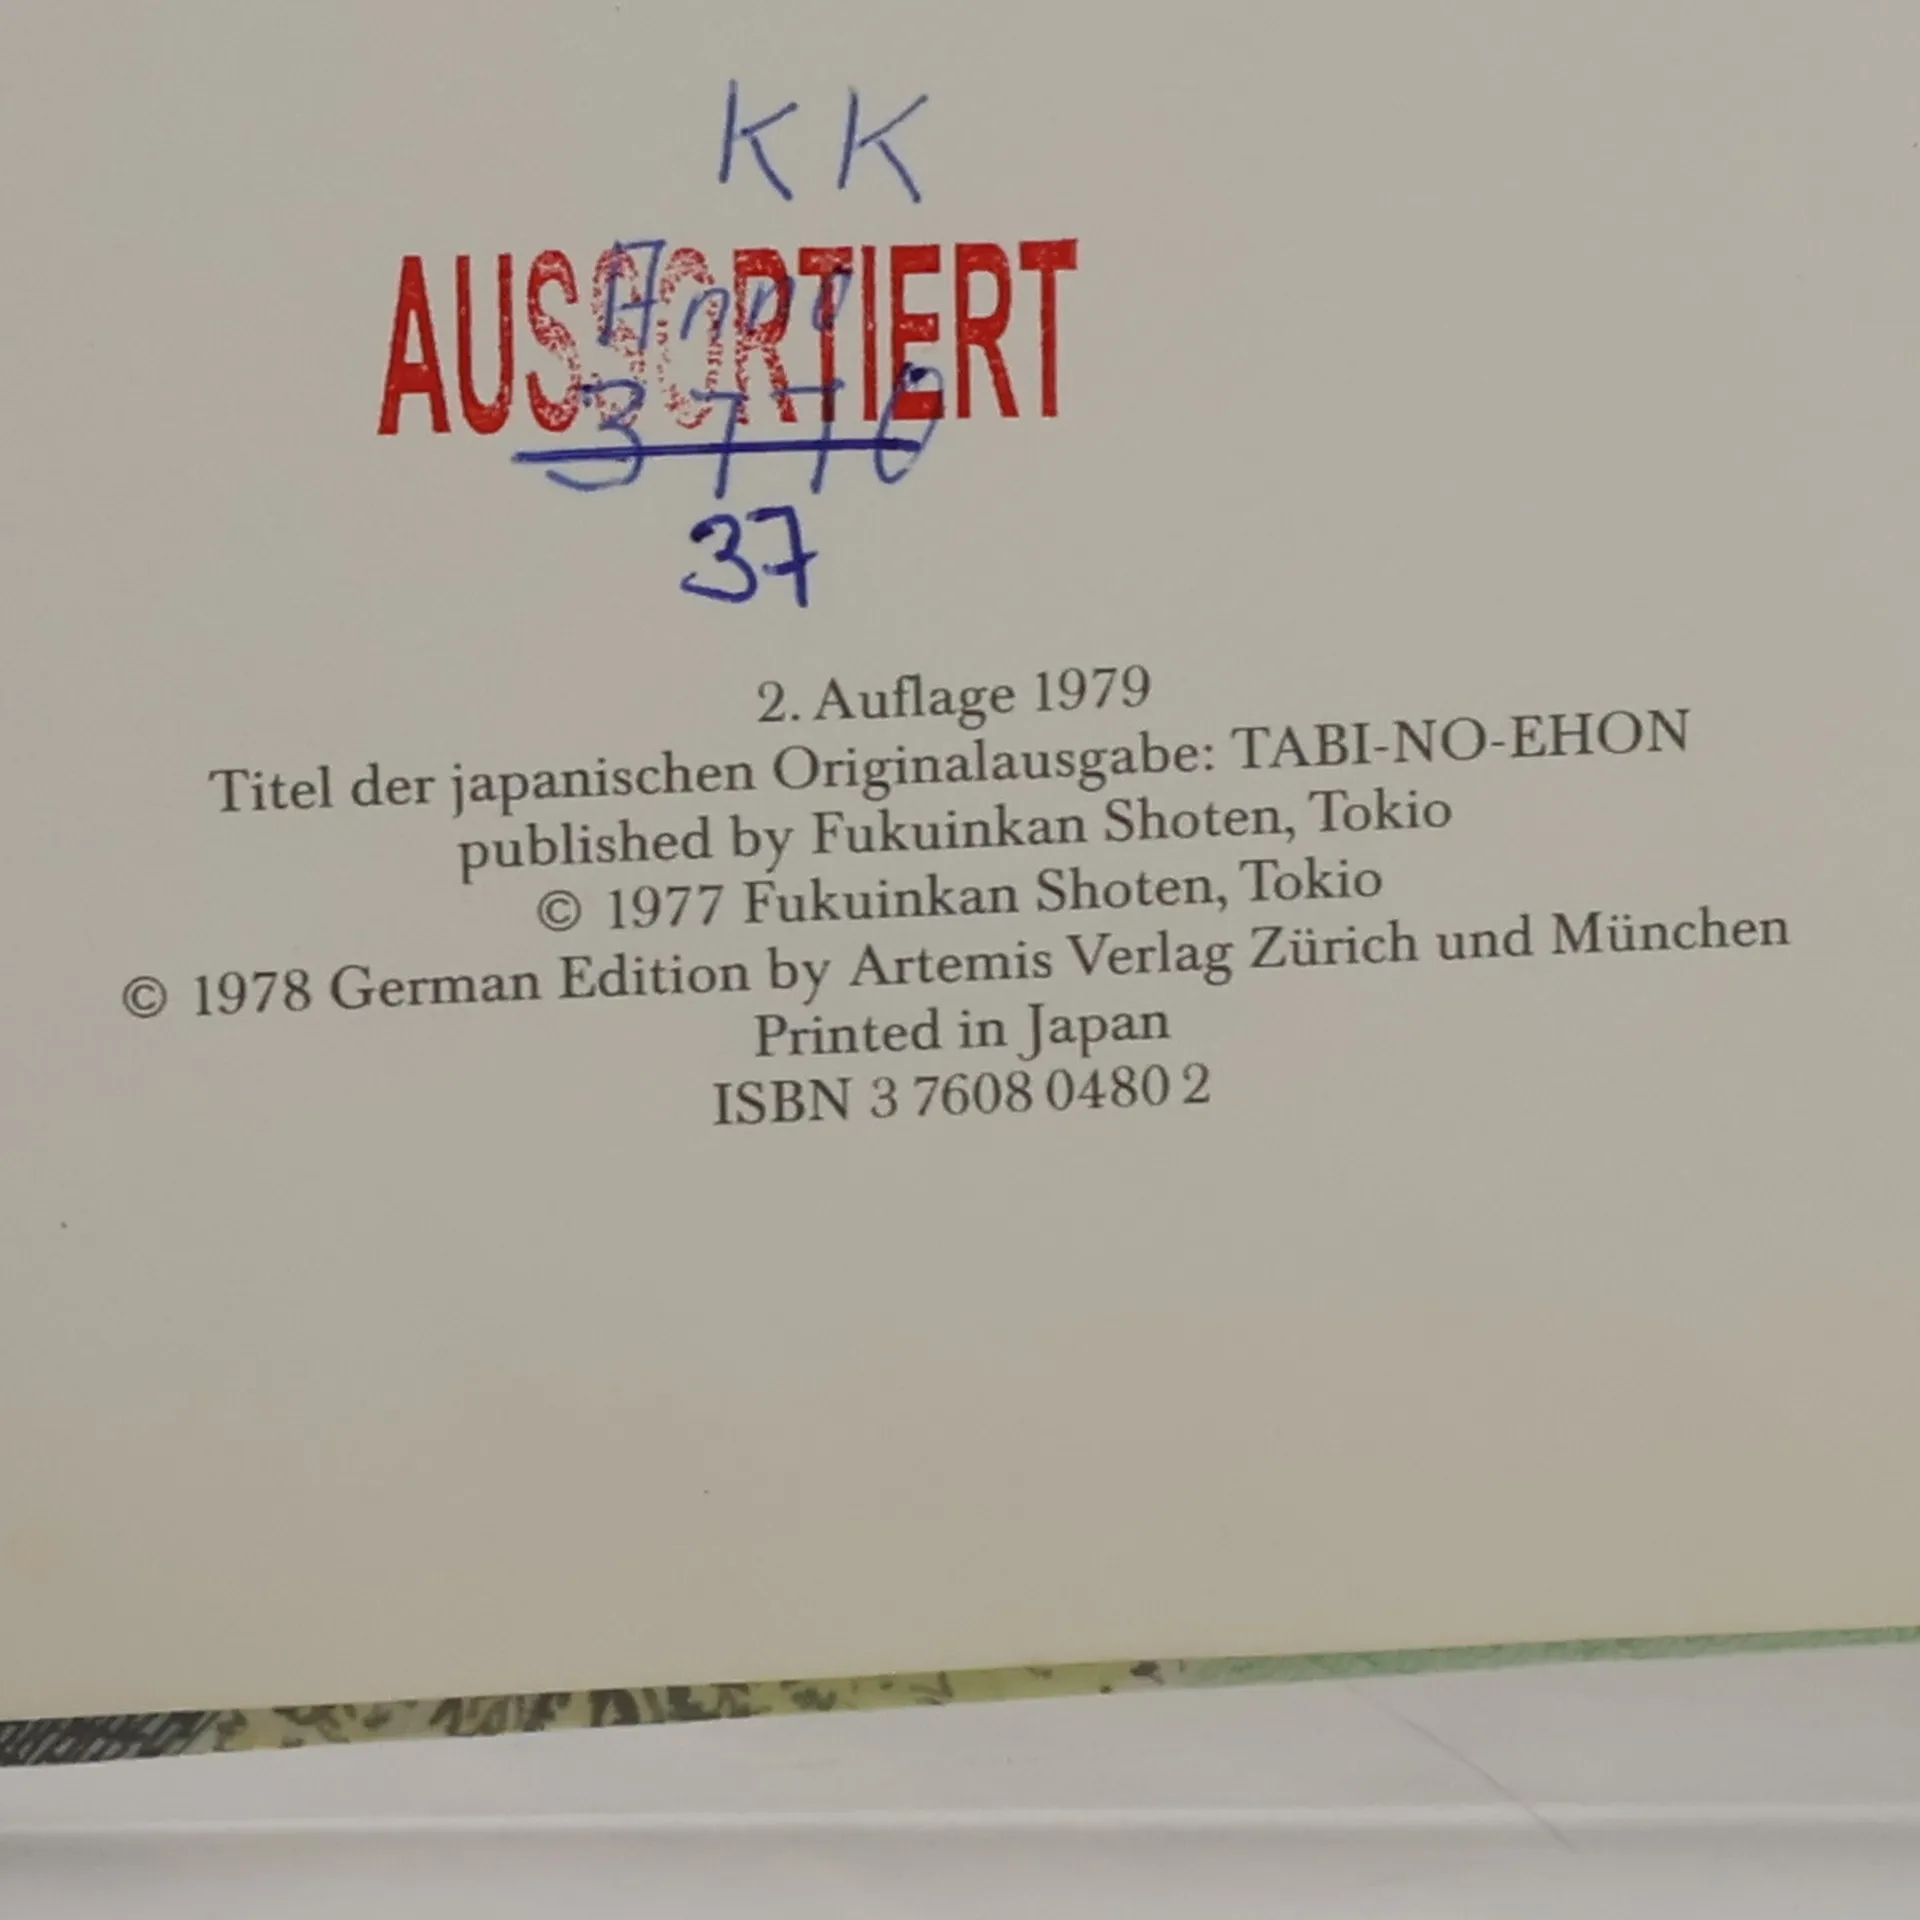 KK
AUSSORTIERT
Anno
37
2. Auflage 1979
Titel der japanischen Originalausgabe: TABI-NO-EHON
published by Fukuinkan Shoten, Tokio
© 1977 Fukuinkan Shoten, Tokio
© 1978 German Edition by Artemis Verlag Zürich und München
Printed in Japan
ISBN 3 7608 0480 2